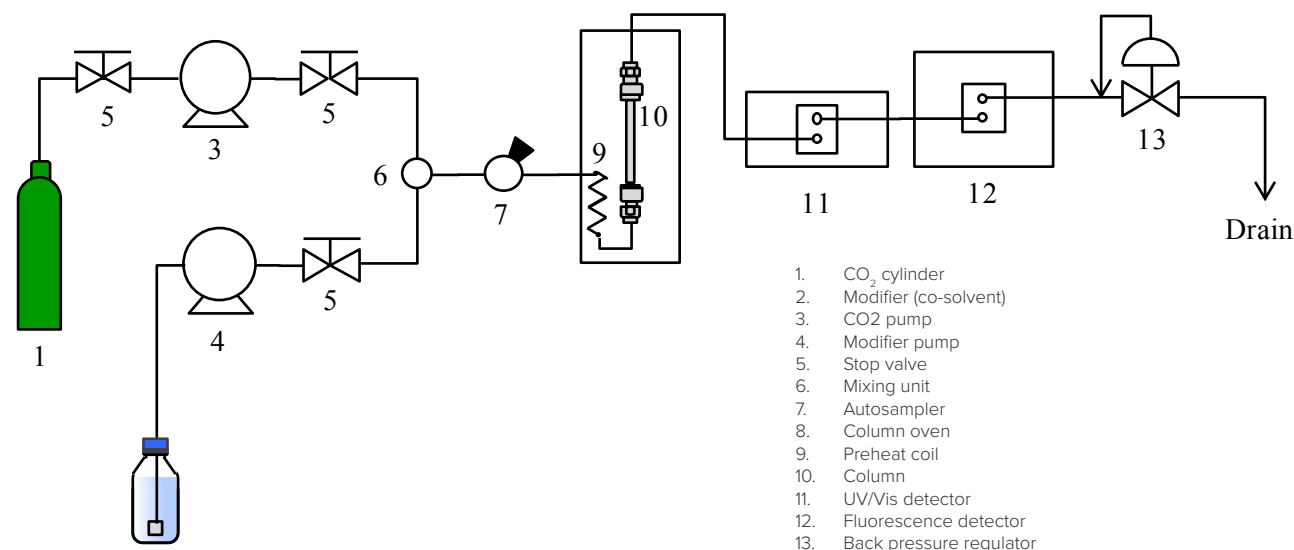 5
5
3
10
9
6
7
13
11
12
Drain
5
4
1
1. CO2 cylinder
2. Modifier (co-solvent)
3. CO2 pump
4. Modifier pump
5. Stop valve
6. Mixing unit
7. Autosampler
8. Column oven
9. Preheat coil
10. Column
11. UV/Vis detector
12. Fluorescence detector
13. Back pressure regulator